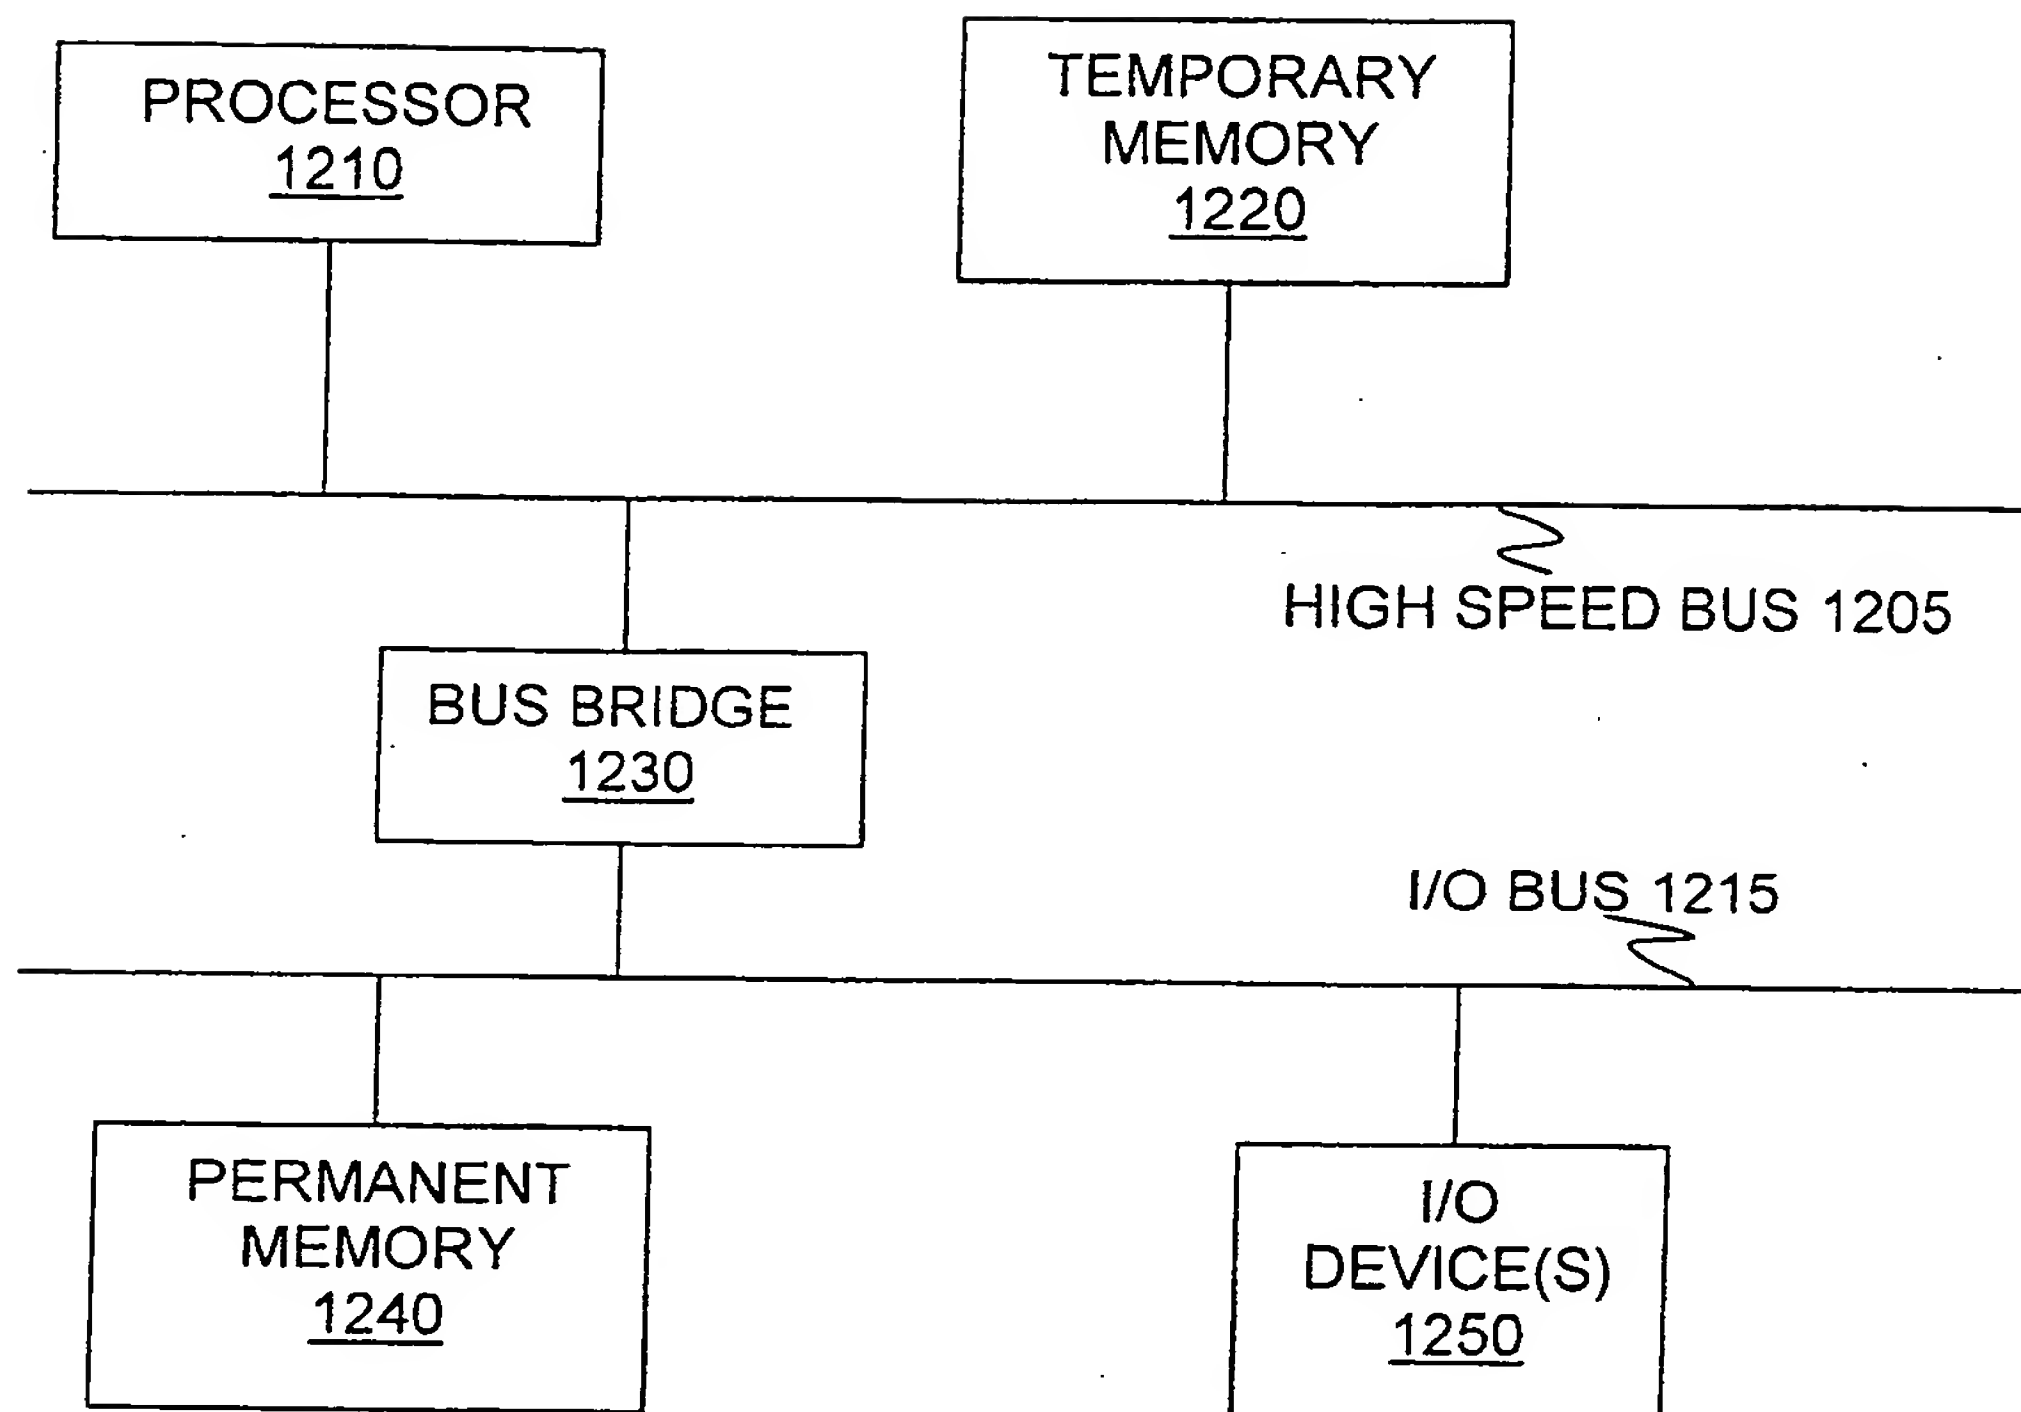 PROCESSOR
1210
TEMPORARY
MEMORY
1220
HIGH SPEED BUS 1205
BUS BRIDGE
1230
I/O BUS 1215
PERMANENT
MEMORY
1240
I/O
DEVICE(S)
1250